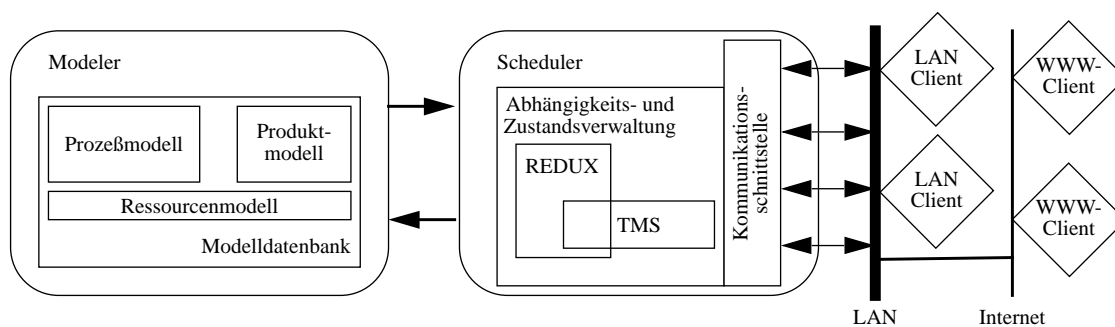 Modeler
Prozeßmodell
Produkt-
modell
Ressourcenmodell
Modelldatenbank
Scheduler
Abhängigkeits- und
Zustandsverwaltung
REDUX
TMS
Kommunikations-
schnittstelle
LAN
Client
WWW-
Client
LAN
Client
WWW-
Client
LAN
Internet